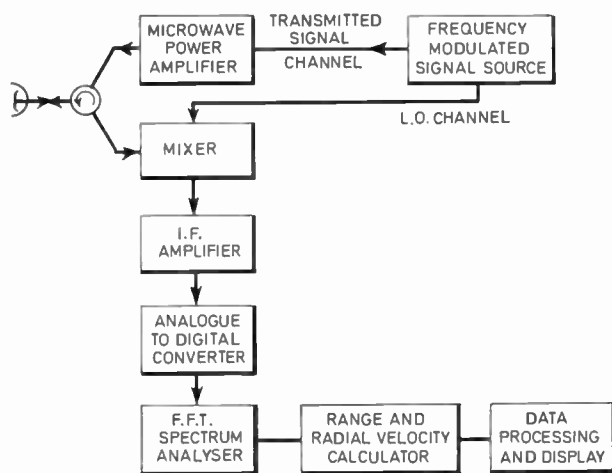 MICROWAVE
POWER
AMPLIFIER
TRANSMITTED
SIGNAL
CHANNEL
FREQUENCY
MODULATED
SIGNAL SOURCE
L.O. CHANNEL
MIXER
I.F.
AMPLIFIER
ANALOGUE
TO DIGITAL
CONVERTER
F.F.T.
SPECTRUM
ANALYSER
RANGE AND
RADIAL VELOCITY
CALCULATOR
DATA
PROCESSING
AND DISPLAY